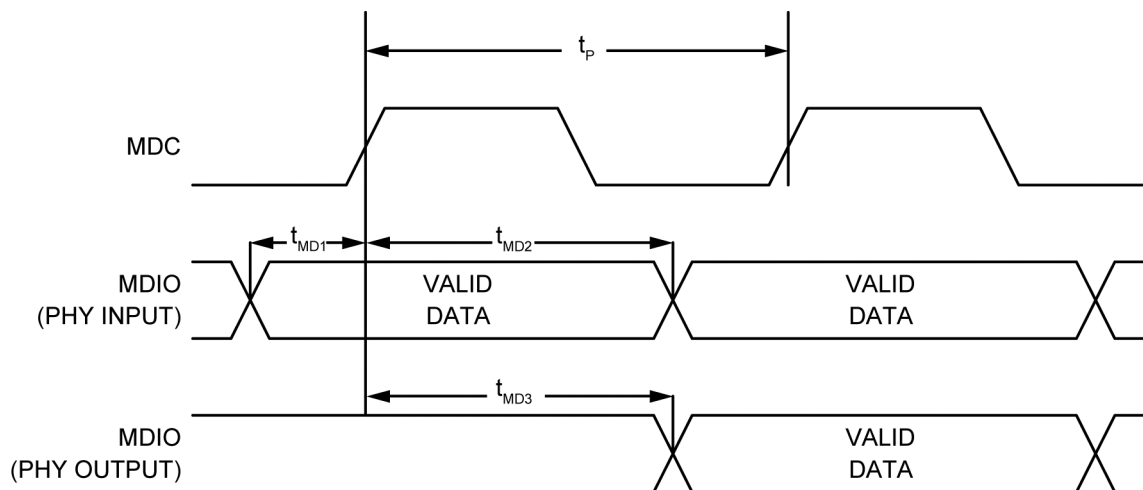 tP
MDC
tMD1
tMD2
MDIO
(PHY INPUT)
VALID
DATA
VALID
DATA
tMD3
MDIO
(PHY OUTPUT)
VALID
DATA